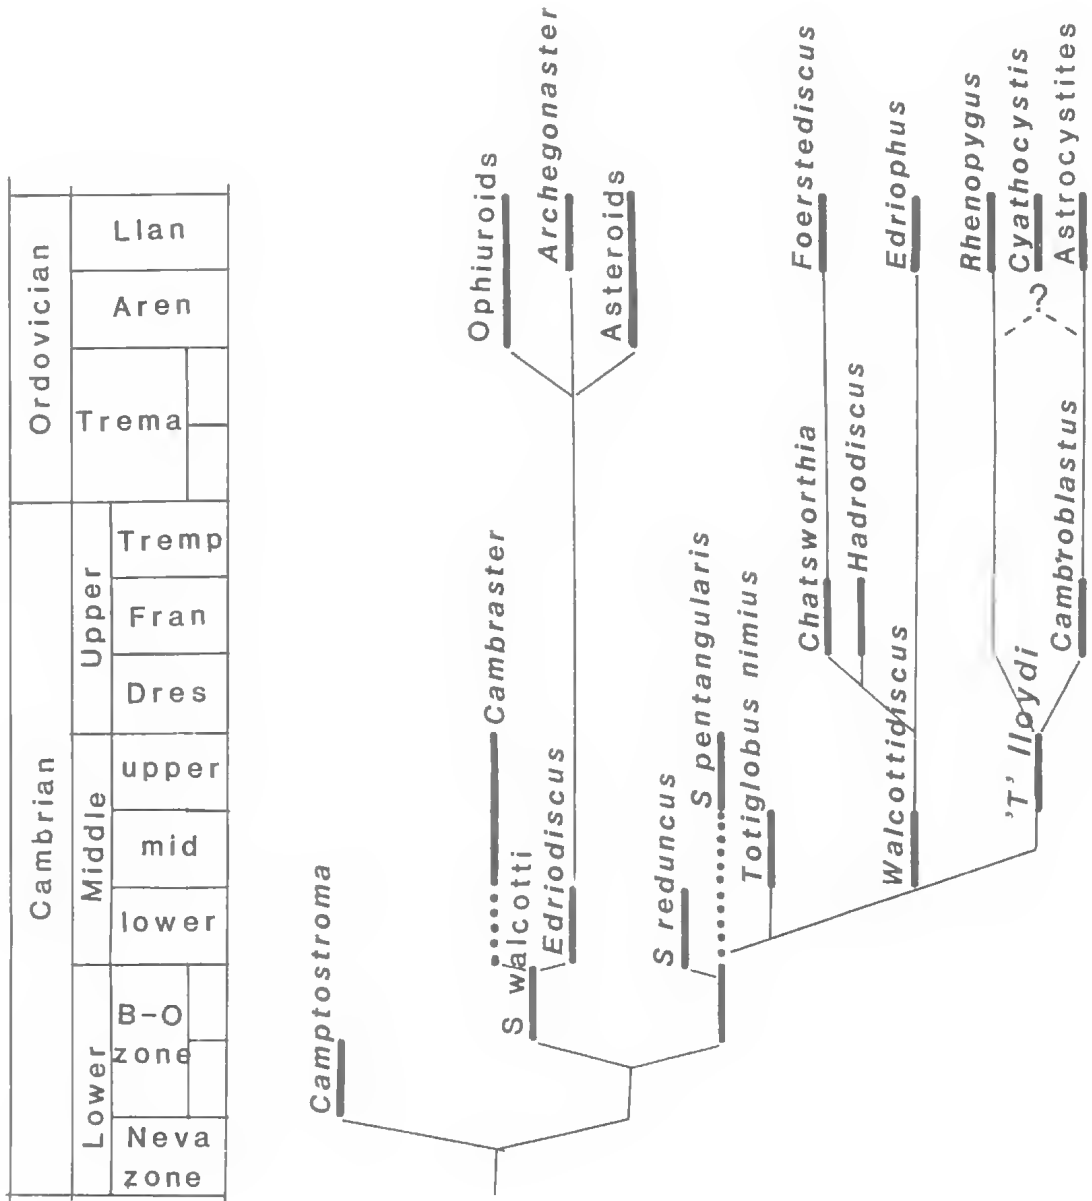 Ordovician
Llan
Aren
Trema
Cambrian
Upper
Tremp
Fran
Dres
Middle
upper
mid
lower
Lower
B-O
zone
Neva
zone
Camptostroma
Cambraster
S walcotti
Edriodiscus
Ophiuroids
Archegonaster
Asteroids
S reduncus
S pentangularis
Totiglobus nimius
Chatsworthia
Hadrodiscus
Walcottidiscus
Foerstediscus
Edriophus
Rhenopygus
Cyathocystis
Astrocystites
?
'T' lloydi
Cambroblastus